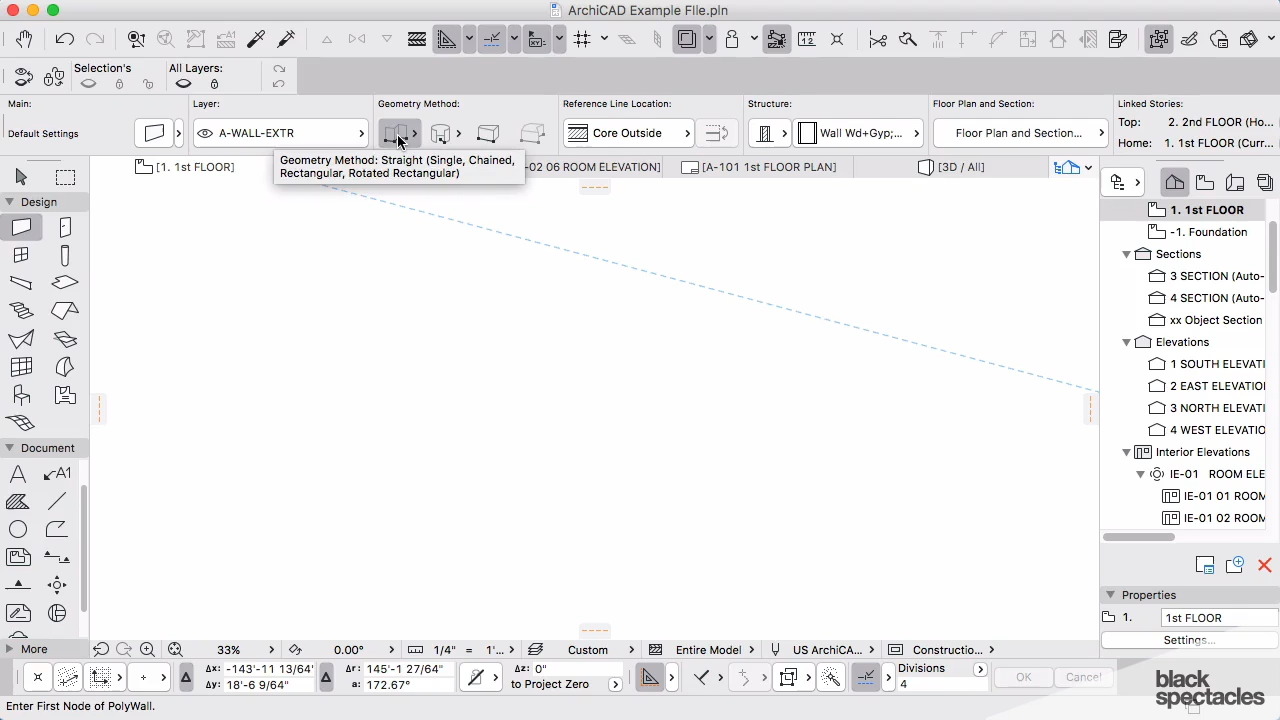 ArchiCAD Example FIle.pln
Selection's
All Layers:
Main:
Layer:
Geometry Method:
Reference Line Location:
Structure:
Floor Plan and Section:
Linked Stories:
Default Settings
A-WALL-EXTR
Core Outside
Wall Wd+Gyp;...
Floor Plan and Section...
Top:
2. 2nd FLOOR (Ho...
Home:
1. 1st FLOOR (Curr...
Geometry Method: Straight (Single, Chained,
Rectangular, Rotated Rectangular)
[1. 1st FLOOR]
02 06 ROOM ELEVATION]
[A-101 1st FLOOR PLAN]
[3D / All]
Design
1. 1st FLOOR
-1. Foundation
Sections
3 SECTION (Auto-
4 SECTION (Auto-
xx Object Section
Elevations
1 SOUTH ELEVATI
2 EAST ELEVATIO
3 NORTH ELEVATI
4 WEST ELEVATIO
Interior Elevations
IE-01 ROOM ELE
IE-01 01 ROOM
IE-01 02 ROOM
Document
A
A1
Properties
1.
1st FLOOR
Settings...
More
33%
0.00°
1/4" = 1'...
Custom
Entire Model
US ArchiCA...
Constructio...
Δx: -143'-11 13/64"
Δy: 18'-6 9/64"
Δr: 145'-1 27/64"
a: 172.67°
Δz: 0"
to Project Zero
Divisions
4
OK
Cancel
Enter First Node of PolyWall.
black
spectacles